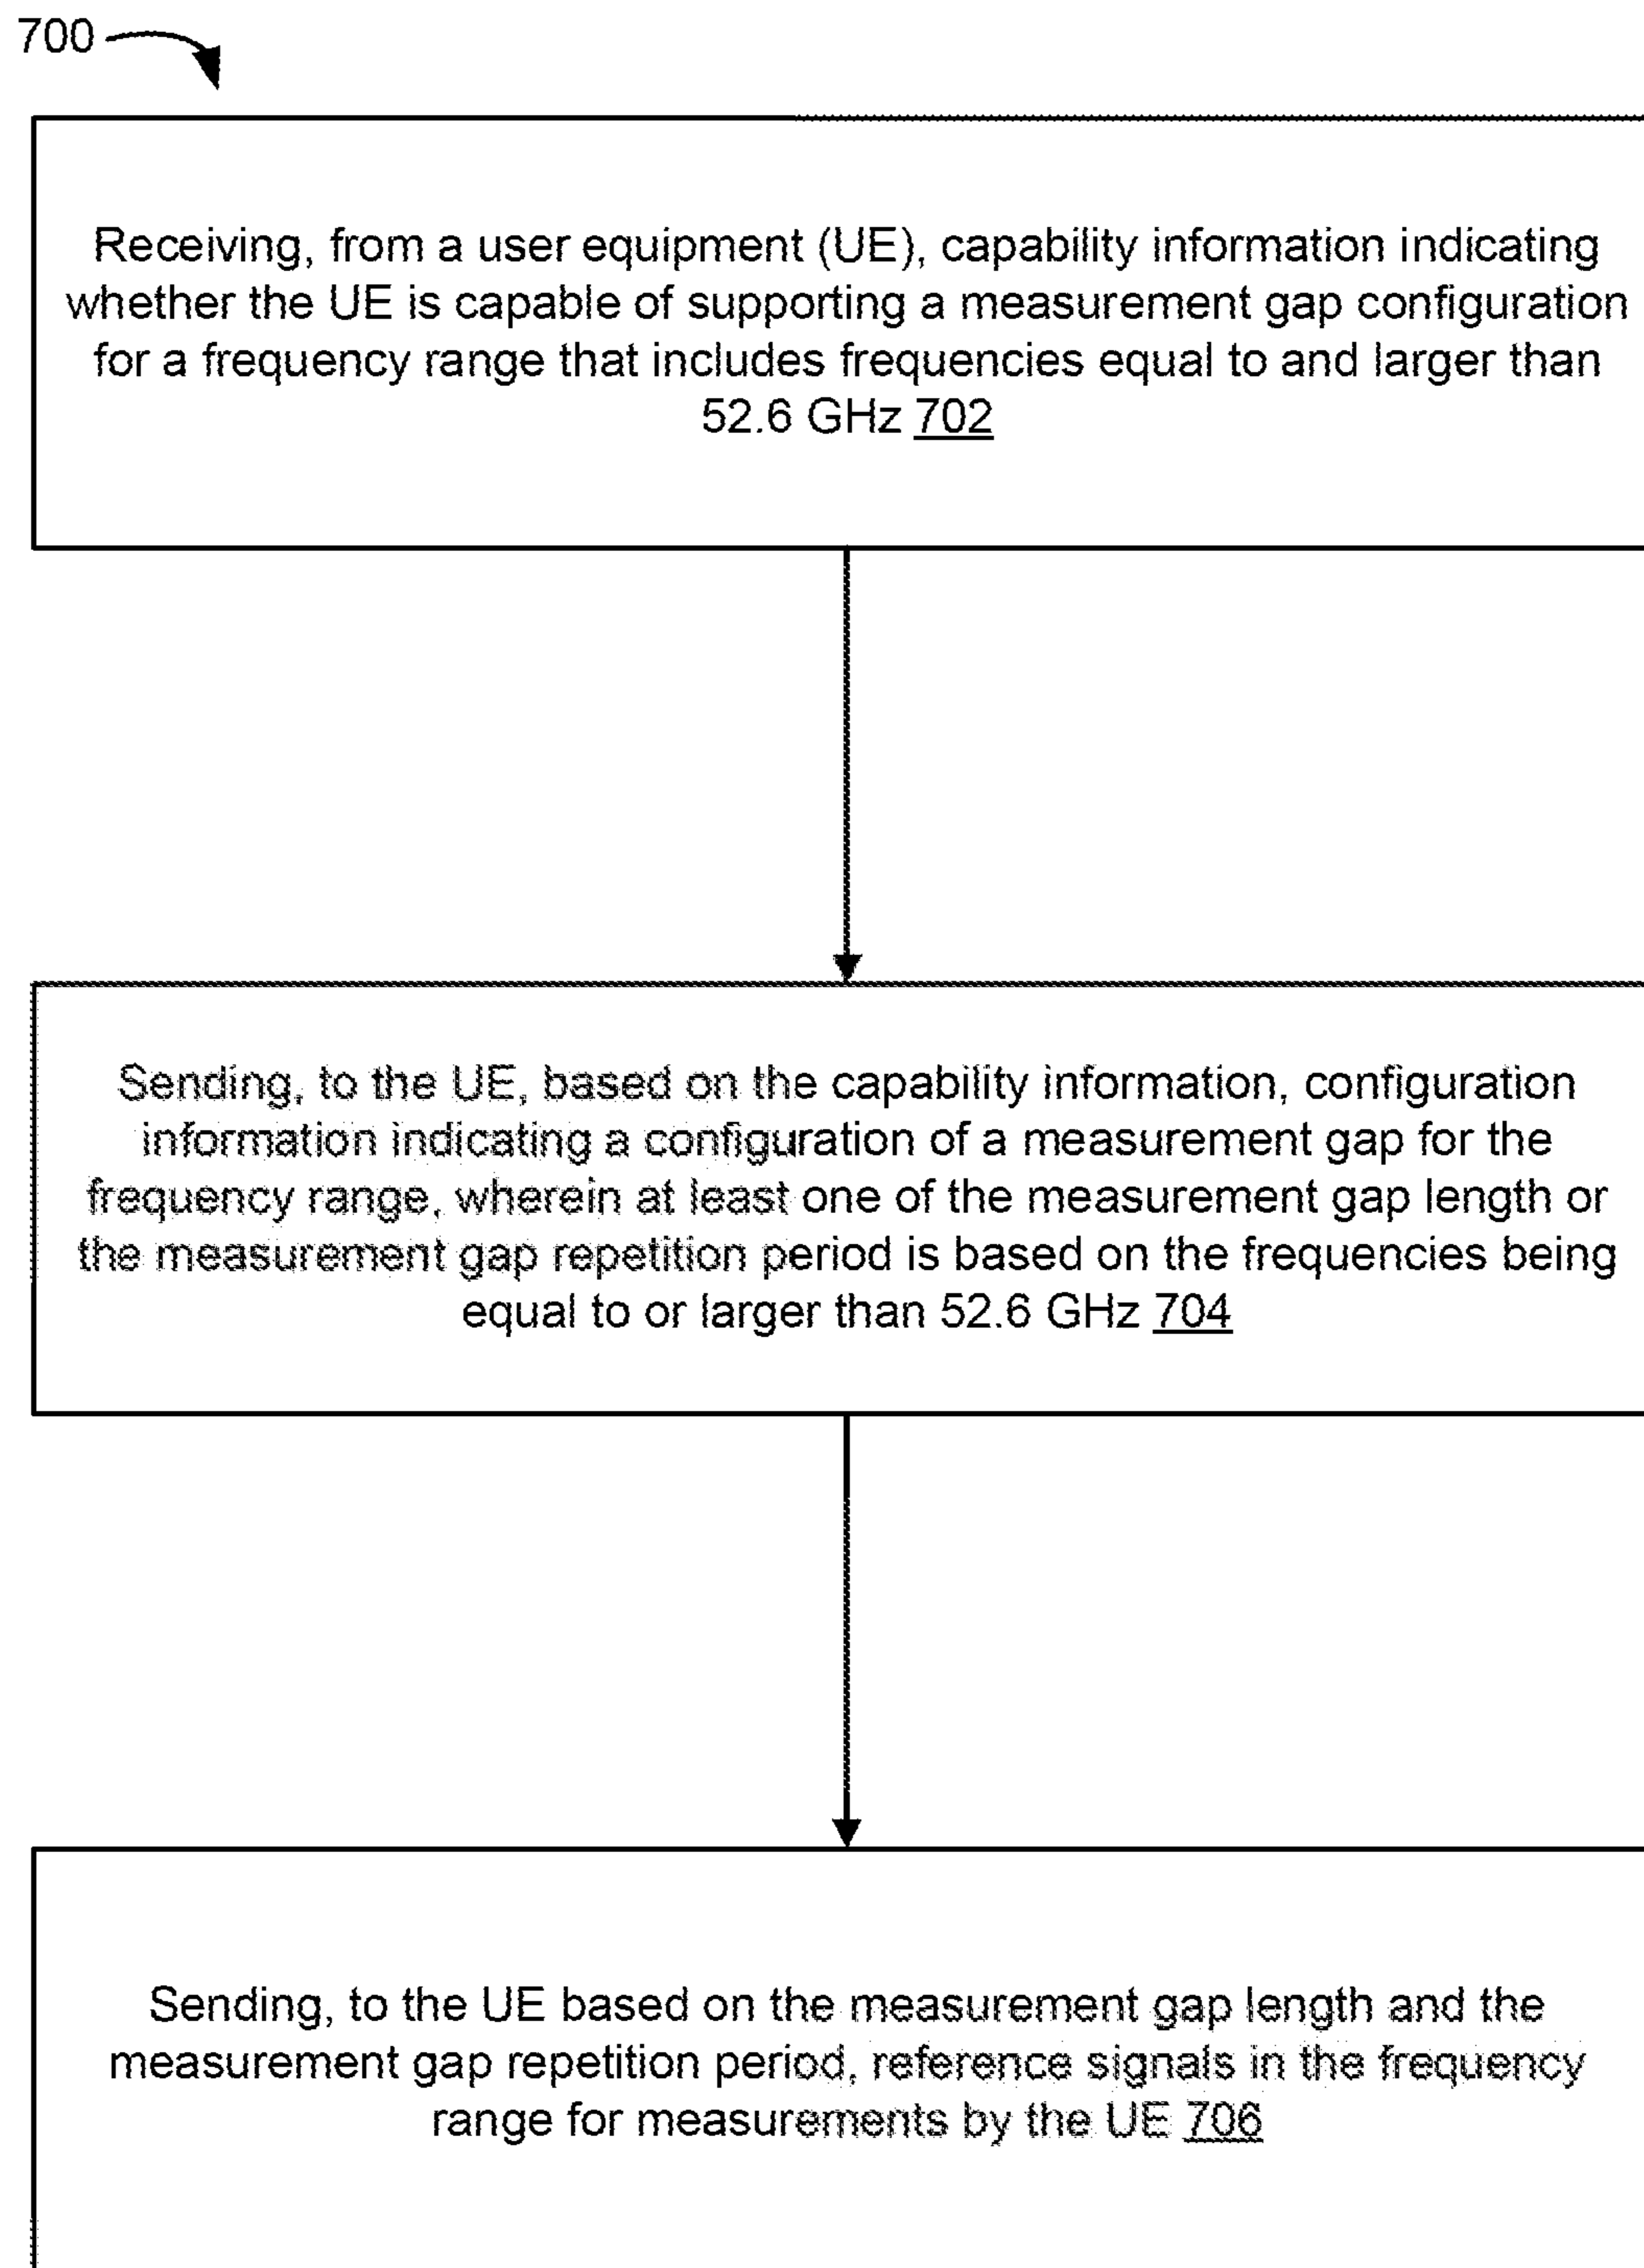 700
Receiving, from a user equipment (UE), capability information indicating
whether the UE is capable of supporting a measurement gap configuration
for a frequency range that includes frequencies equal to and larger than
52.6 GHz 702
Sending, to the UE, based on the capability information, configuration
information indicating a configuration of a measurement gap for the
frequency range, wherein at least one of the measurement gap length or
the measurement gap repetition period is based on the frequencies being
equal to or larger than 52.6 GHz 704
Sending, to the UE based on the measurement gap length and the
measurement gap repetition period, reference signals in the frequency
range for measurements by the UE 706